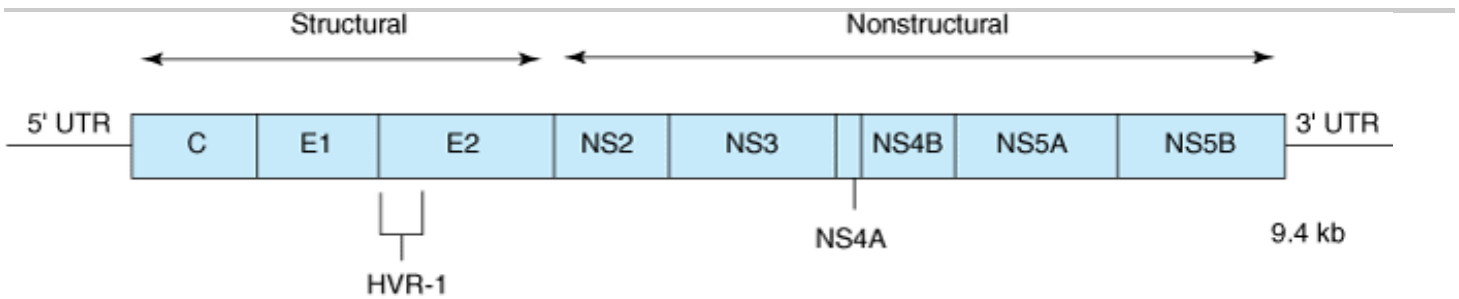 Structural Nonstructural
5' UTR C E1 E2 NS2 NS3 NS4B NS5A NS5B 3' UTR
NS4A 9.4 kb
HVR-1